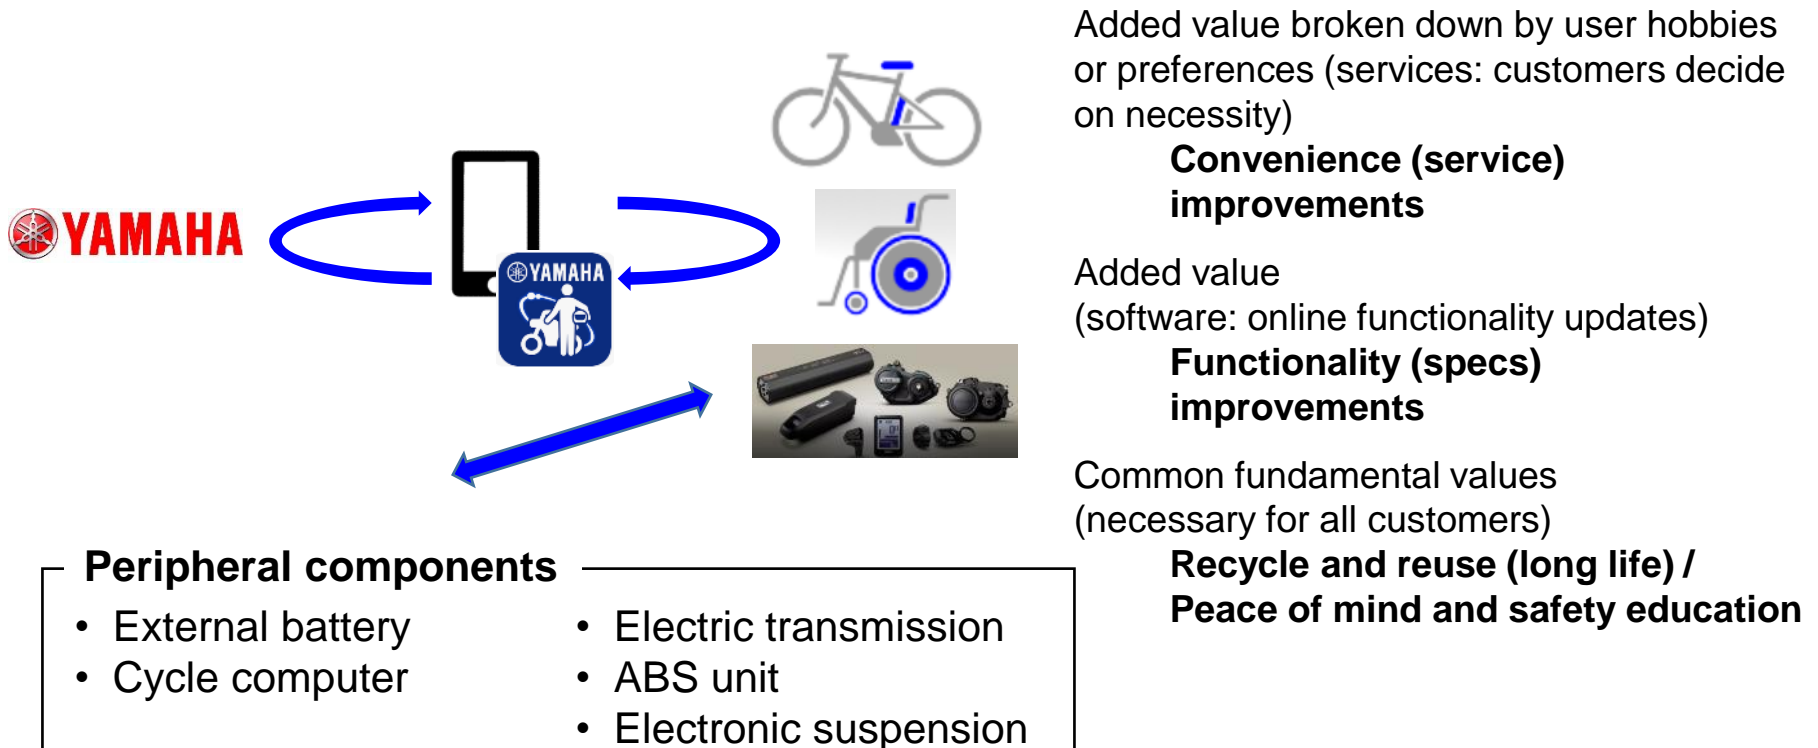 YAMAHA
YAMAHA
Added value broken down by user hobbies
or preferences (services: customers decide
on necessity)
Convenience (service)
improvements
Added value
(software: online functionality updates)
Functionality (specs)
improvements
Common fundamental values
(necessary for all customers)
Recycle and reuse (long life) /
Peace of mind and safety education
Peripheral components
• External battery
• Cycle computer
• Electric transmission
• ABS unit
• Electronic suspension